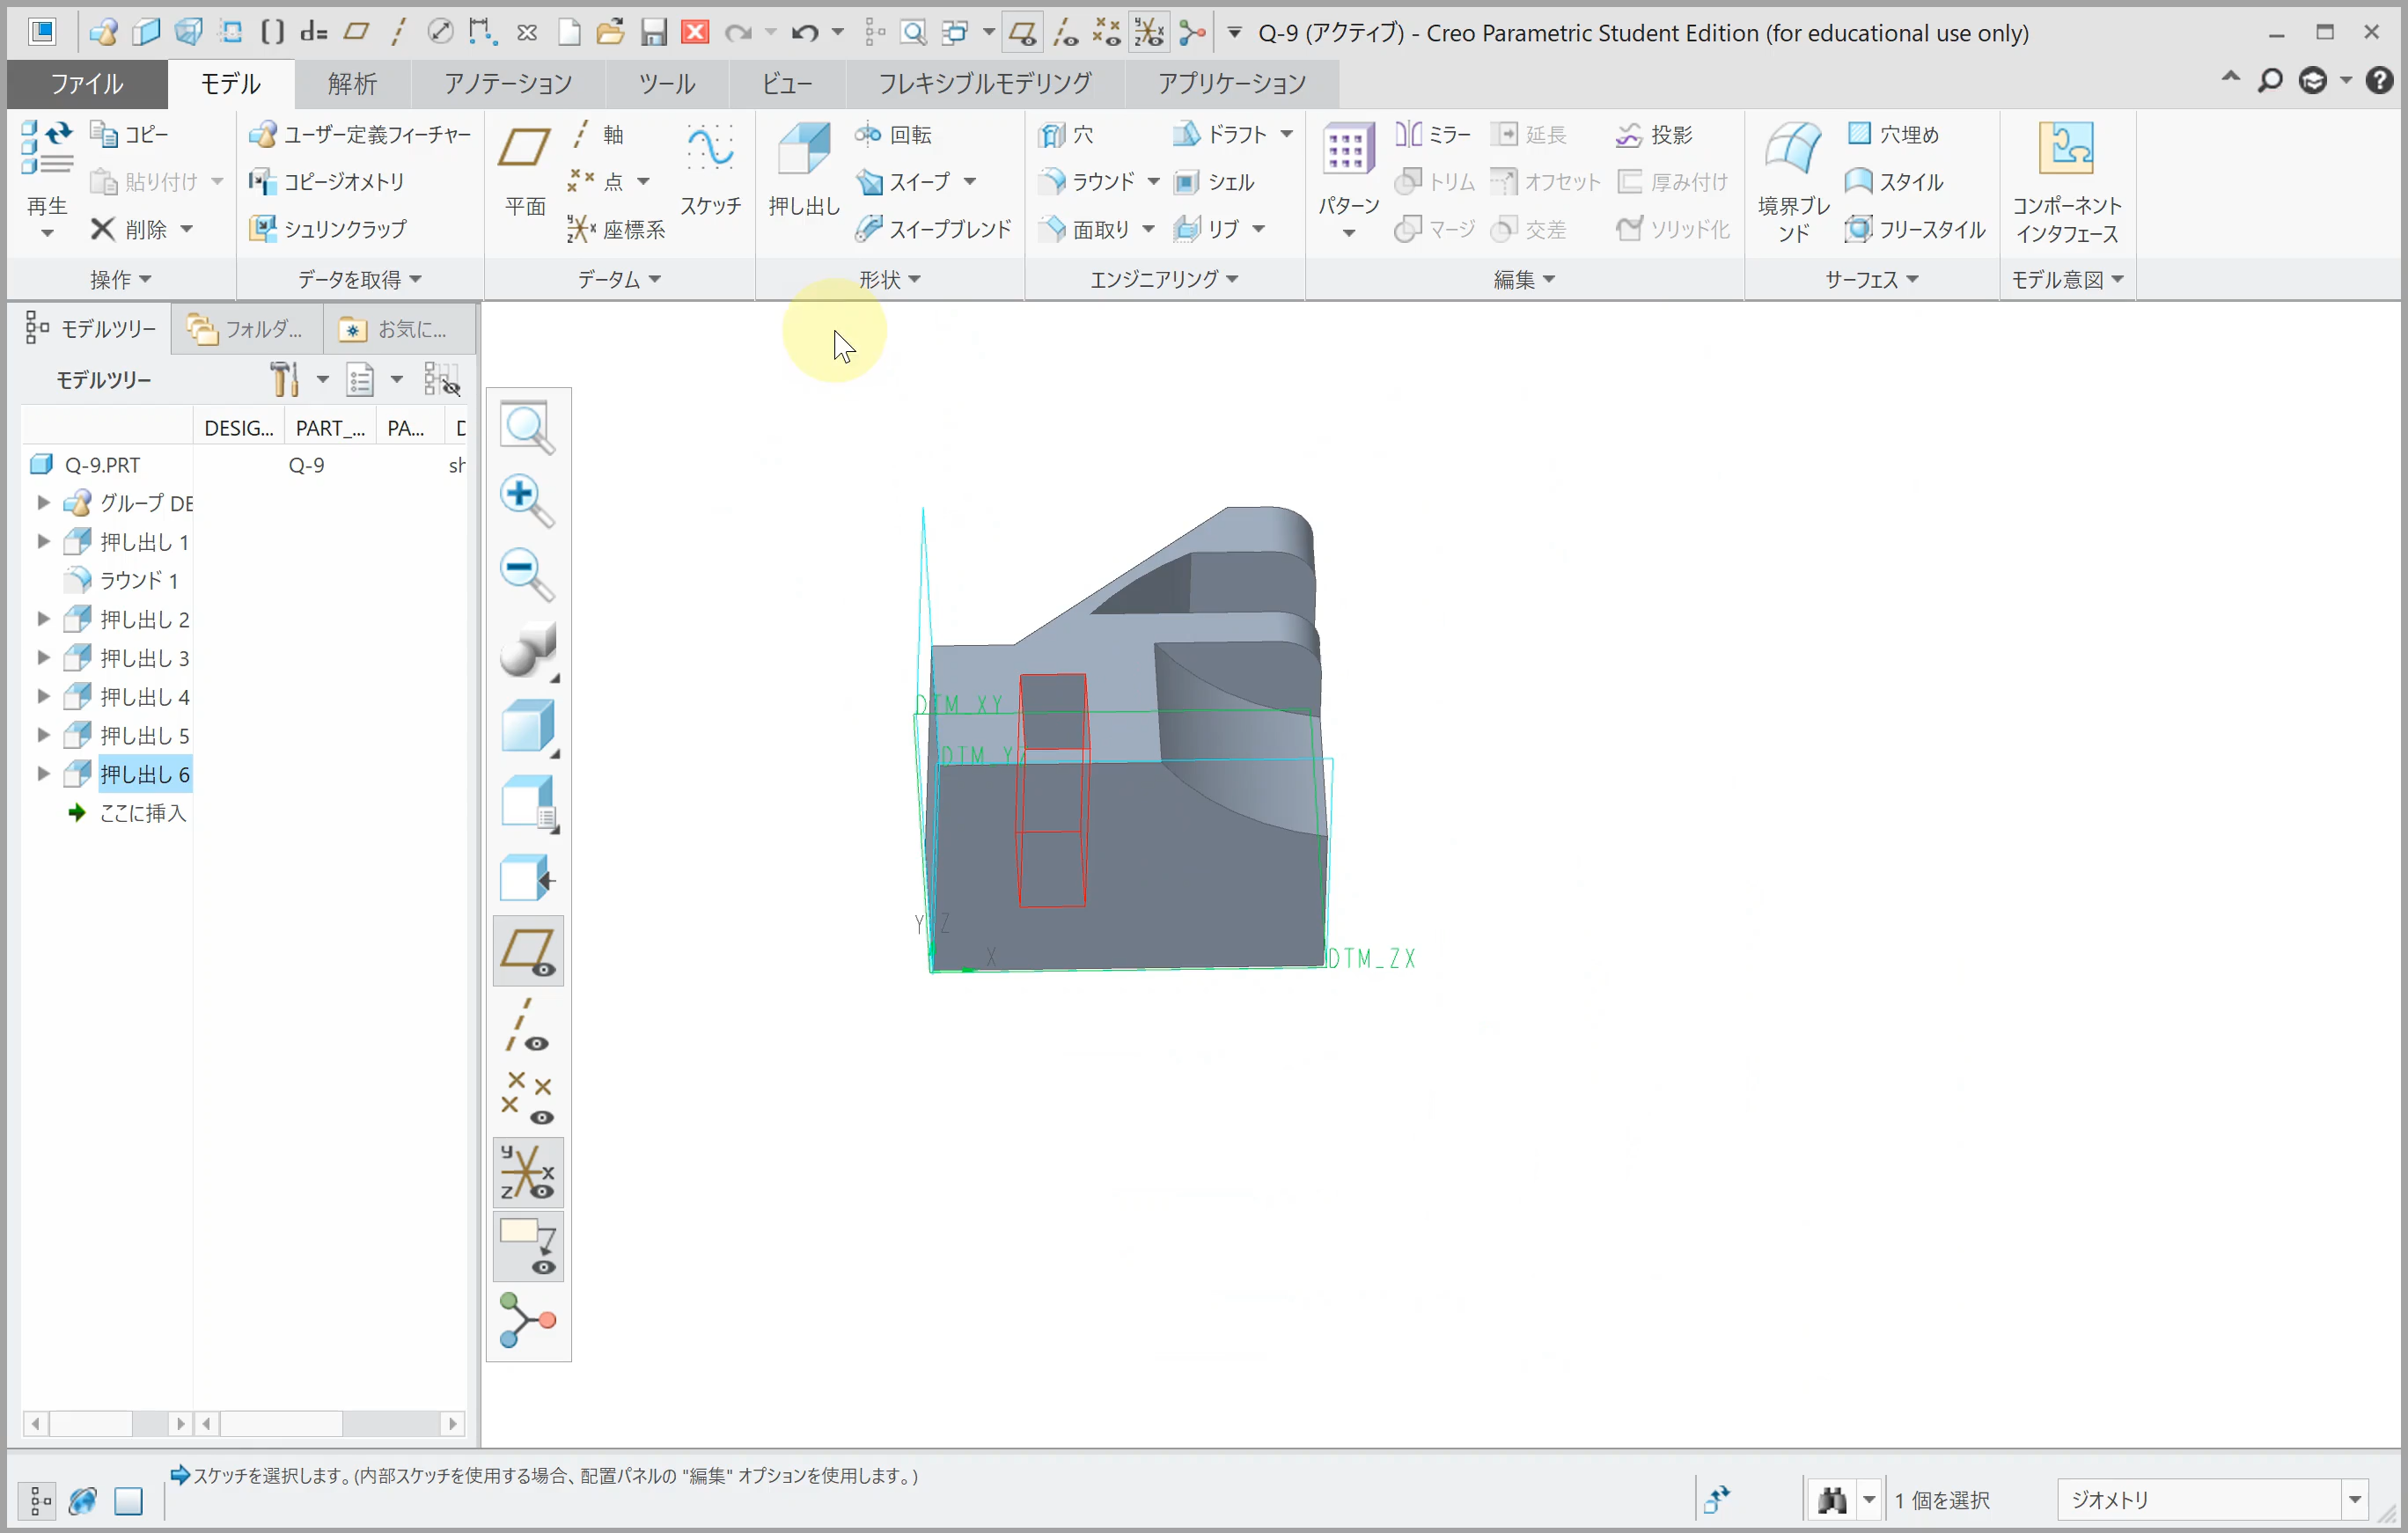 Q-9 (アクティブ) - Creo Parametric Student Edition (for educational use only)
ファイル モデル 解析 アノテーション ツール ビュー フレキシブルモデリング アプリケーション
再生
コピー
貼り付け
削除
操作
ユーザー定義フィーチャー
コピージオメトリ
シュリンクラップ
データを取得
平面
軸
点
座標系
スケッチ
データム
押し出し
回転
スイープ
スイープブレンド
形状
穴
ラウンド
面取り
ドラフト
シェル
リブ
エンジニアリング
パターン
ミラー
トリム
マージ
延長
オフセット
交差
投影
厚み付け
ソリッド化
編集
境界ブレ
ンド
穴埋め
スタイル
フリースタイル
サーフェス
コンポーネント
インタフェース
モデル意図
モデルツリー フォルダ... お気に...
モデルツリー
DESIG... PART_... PA...
Q-9.PRT Q-9 sh
グループ DE
押し出し 1
ラウンド 1
押し出し 2
押し出し 3
押し出し 4
押し出し 5
押し出し 6
ここに挿入
DTM_XY
DTM_Y
Y Z
X
DTM_ZX
スケッチを選択します。(内部スケッチを使用する場合、配置パネルの "編集" オプションを使用します。)
1 個を選択
ジオメトリ